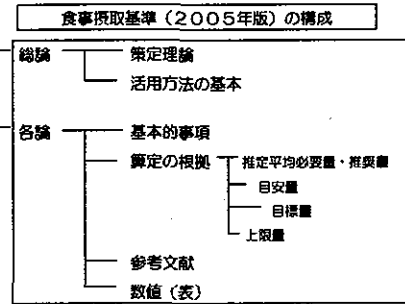 食事摂取基準（2005年版）の構成
総論
策定理論
活用方法の基本
各論
基本的事項
算定の根拠
推定平均必要量・推奨量
目安量
目標量
上限量
参考文献
数値（表）